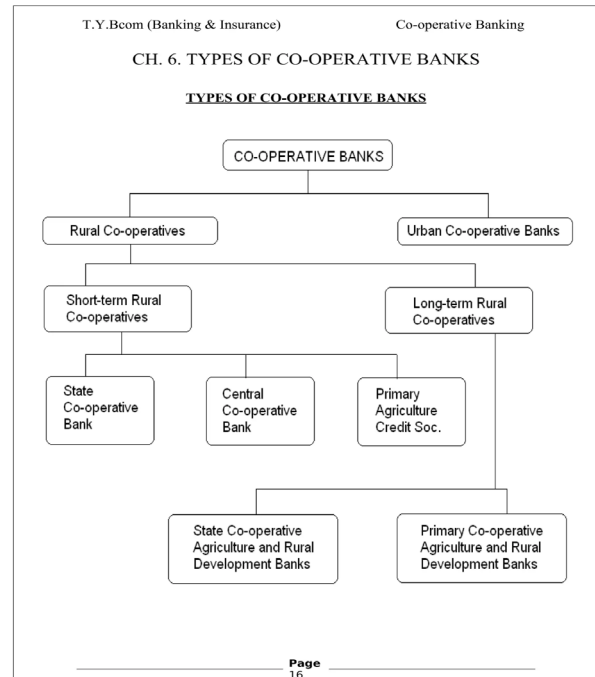 T.Y.Bcom (Banking & Insurance) Co-operative Banking
CH. 6. TYPES OF CO-OPERATIVE BANKS
TYPES OF CO-OPERATIVE BANKS
CO-OPERATIVE BANKS
Rural Co-operatives
Urban Co-operative Banks
Short-term Rural
Co-operatives
Long-term Rural
Co-operatives
State
Co-operative
Bank
Central
Co-operative
Bank
Primary
Agriculture
Credit Soc.
State Co-operative
Agriculture and Rural
Development Banks
Primary Co-operative
Agriculture and Rural
Development Banks
Page
16